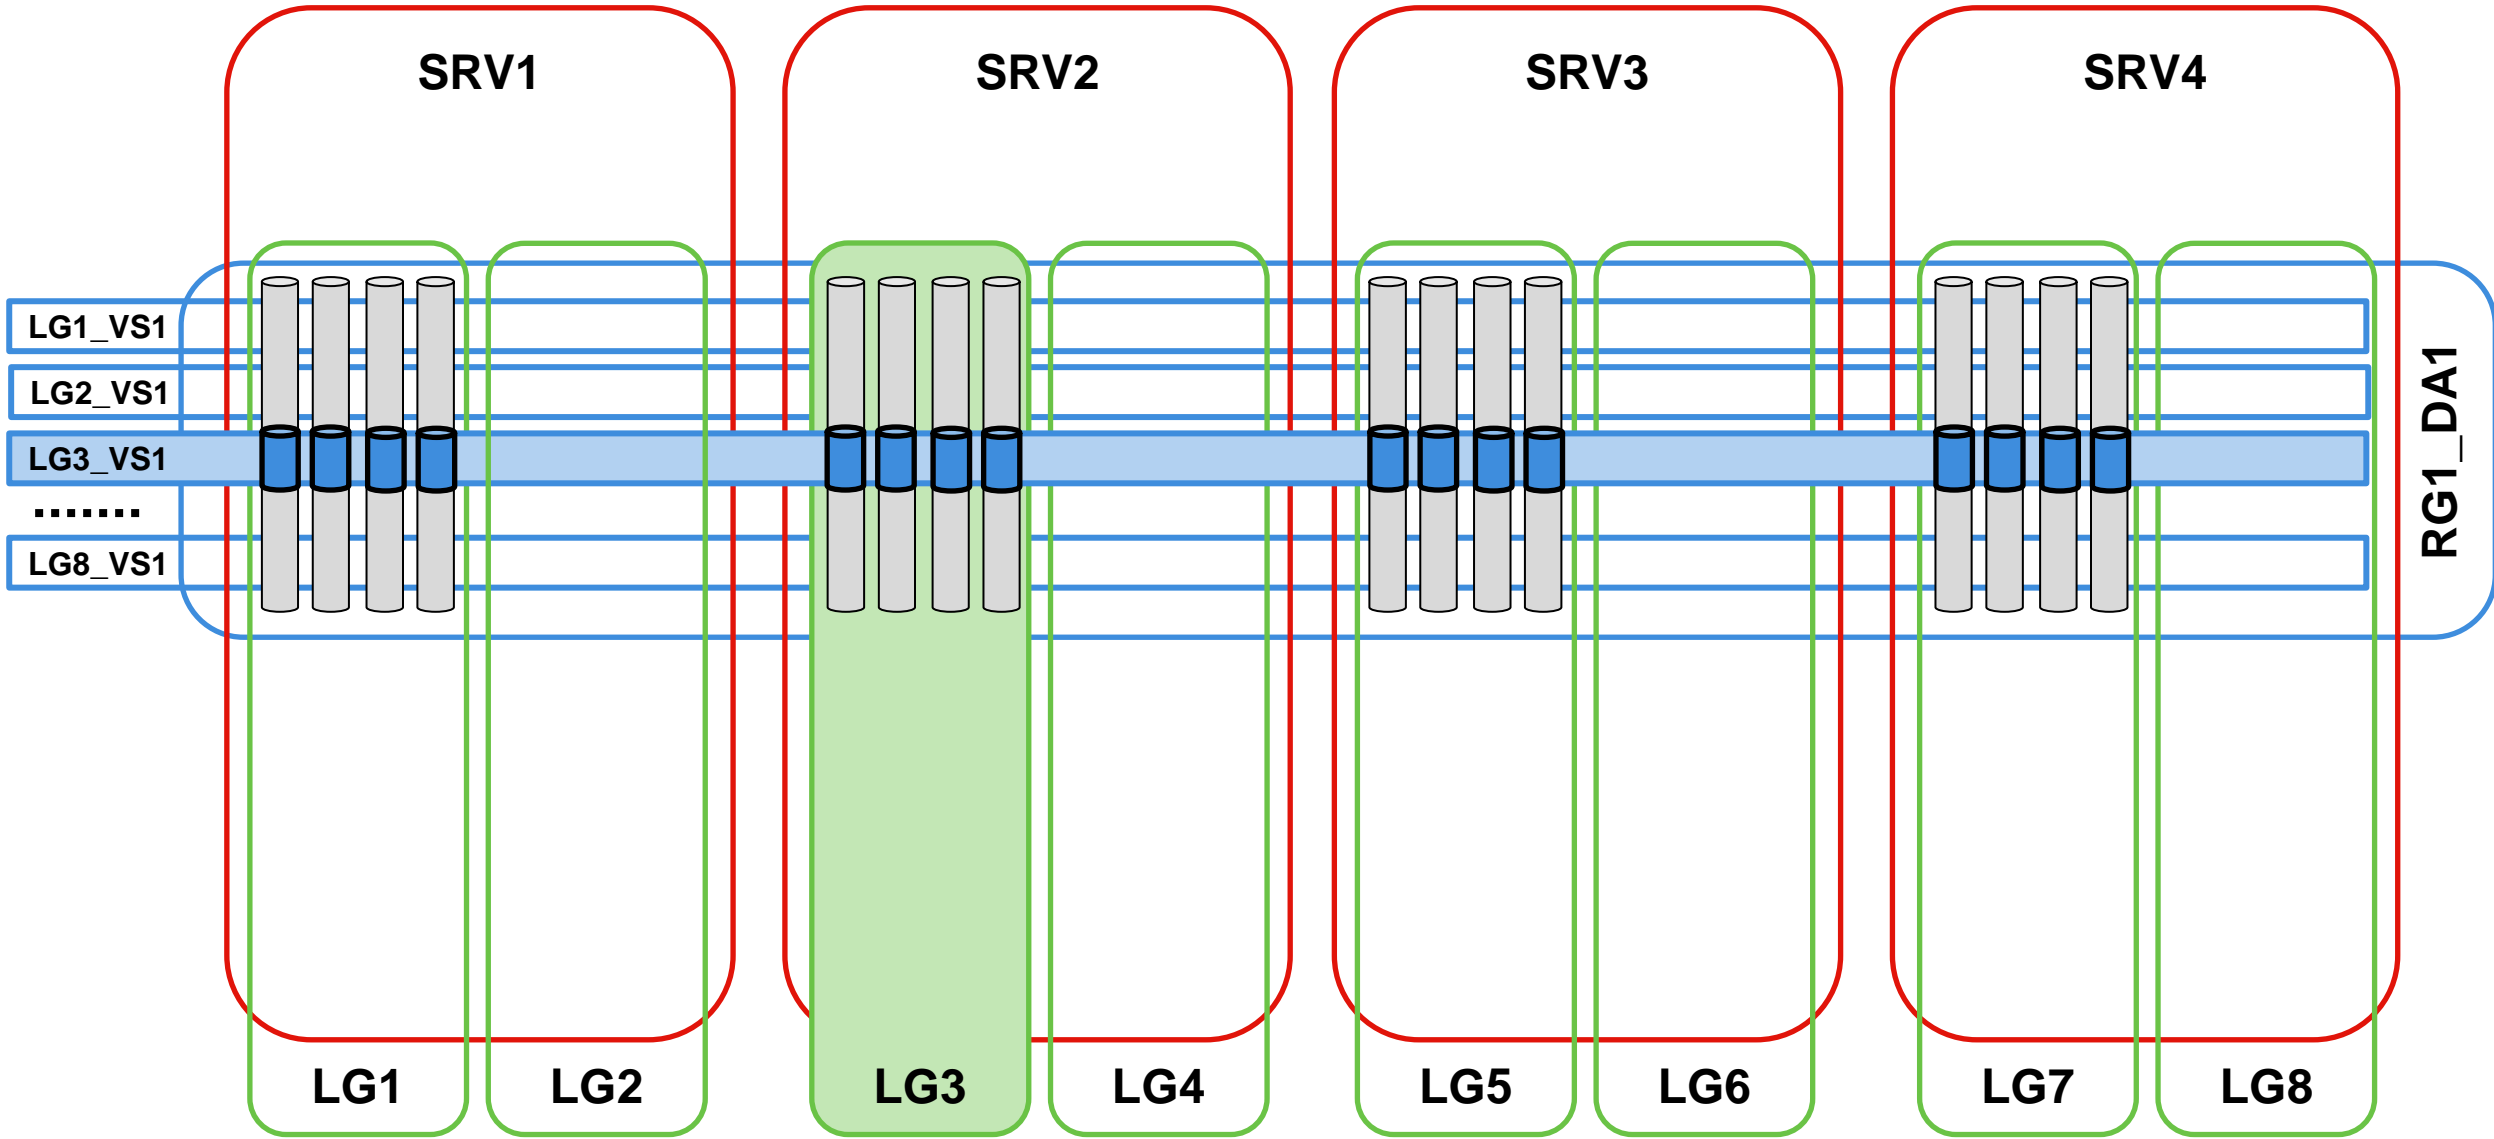 SRV1
SRV2
SRV3
SRV4
LG1_VS1
LG2_VS1
LG3_VS1
.......
LG8_VS1
RG1_DA1
LG1
LG2
LG3
LG4
LG5
LG6
LG7
LG8